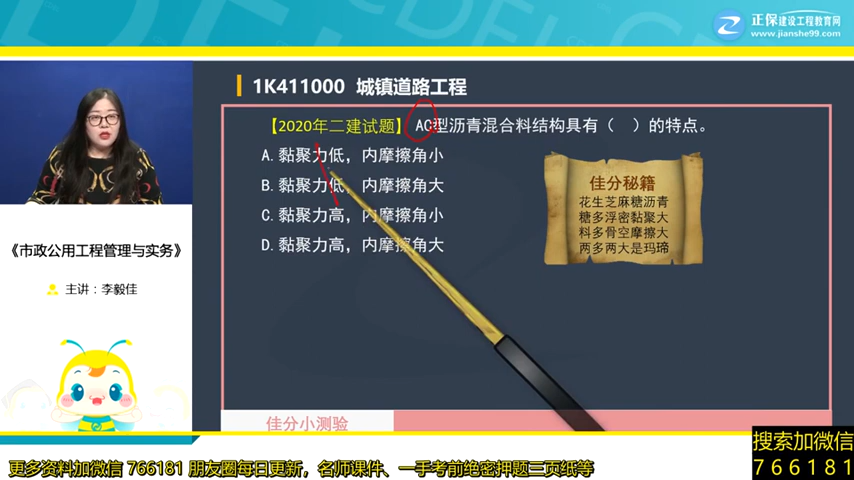 正保建设工程教育网
www.jianshe99.com
1K411000 城镇道路工程
【2020年二建试题】AC型沥青混合料结构具有（ ）的特点。
A.黏聚力低，内摩擦角小
B.黏聚力低，内摩擦角大
C.黏聚力高，内摩擦角小
D.黏聚力高，内摩擦角大
佳分秘籍
花生芝麻糖沥青
糖多浮密黏聚大
料多骨空摩擦大
两多两大是玛蹄
《市政公用工程管理与实务》
主讲：李毅佳
佳分小测验
搜索加微信
766181
更多资料加微信 766181 朋友圈每日更新，名师课件、一手考前绝密押题三页纸等